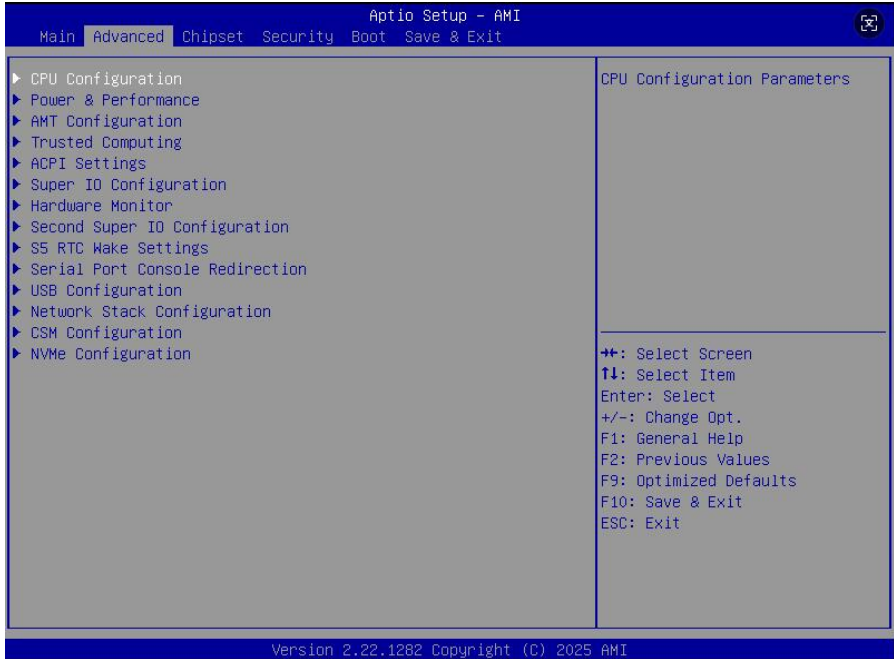 Aptio Setup - AMI
Main Advanced Chipset Security Boot Save & Exit
CPU Configuration
Power & Performance
AMT Configuration
Trusted Computing
ACPI Settings
Super IO Configuration
Hardware Monitor
Second Super IO Configuration
S5 RTC Wake Settings
Serial Port Console Redirection
USB Configuration
Network Stack Configuration
CSM Configuration
NVMe Configuration
CPU Configuration Parameters
→←: Select Screen
↑↓: Select Item
Enter: Select
+/-: Change Opt.
F1: General Help
F2: Previous Values
F9: Optimized Defaults
F10: Save & Exit
ESC: Exit
Version 2.22.1282 Copyright (C) 2025 AMI